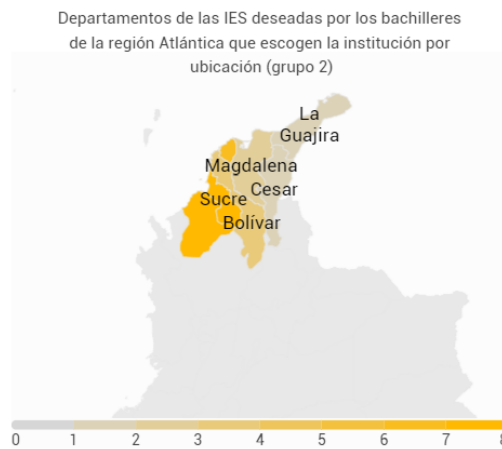 Departamentos de las IES deseadas por los bachilleres
de la región Atlántica que escogen la institución por
ubicación (grupo 2)
La
Guajira
Magdalena
Cesar
Sucre
Bolívar
0 1 2 3 4 5 6 7 8